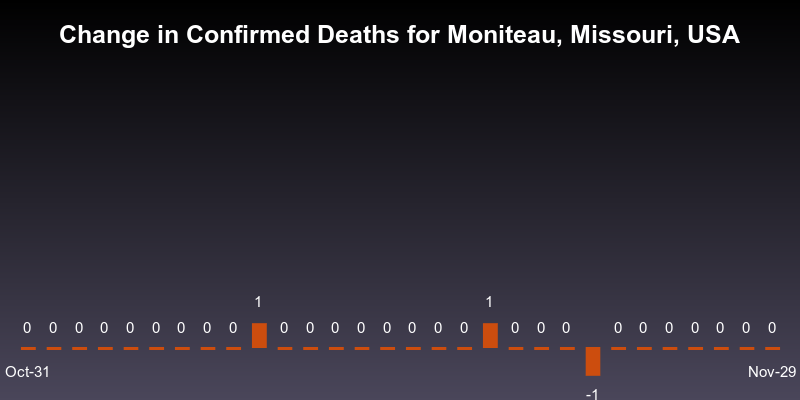 Change in Confirmed Deaths for Moniteau, Missouri, USA
1 1
0 0 0 0 0 0 0 0 0 0 0 0 0 0 0 0 0 0 0 0 0 0 0 0 0 0 0
Oct-31 Nov-29
-1